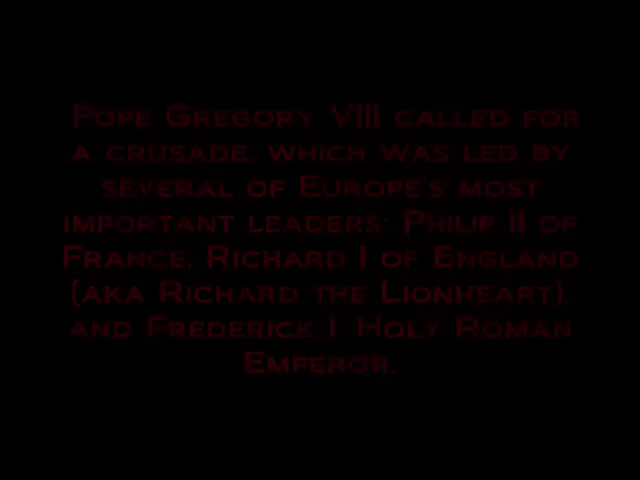 Pope Gregory VIII called for
a crusade, which was led by
several of Europe's most
important leaders: Philip II of
France, Richard I of England
(aka Richard the Lionheart),
and Frederick I, Holy Roman
Emperor.